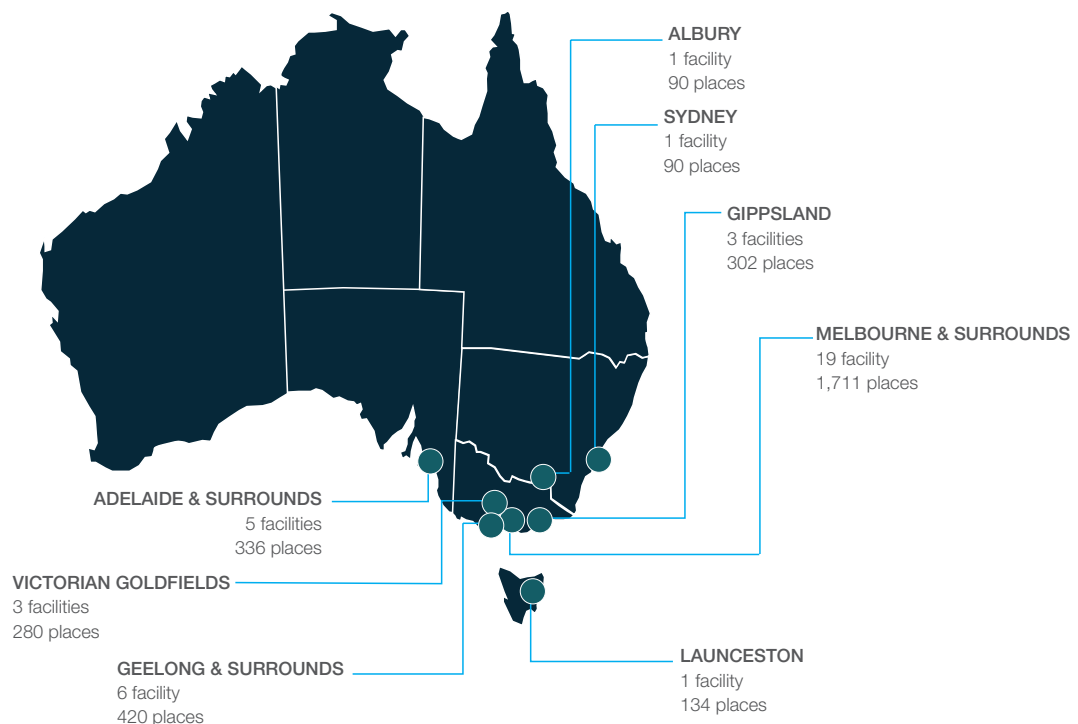 ALBURY
1 facility
90 places
SYDNEY
1 facility
90 places
GIPPSLAND
3 facilities
302 places
MELBOURNE & SURROUNDS
19 facility
1,711 places
ADELAIDE & SURROUNDS
5 facilities
336 places
VICTORIAN GOLDFIELDS
3 facilities
280 places
GEELONG & SURROUNDS
6 facility
420 places
LAUNCESTON
1 facility
134 places